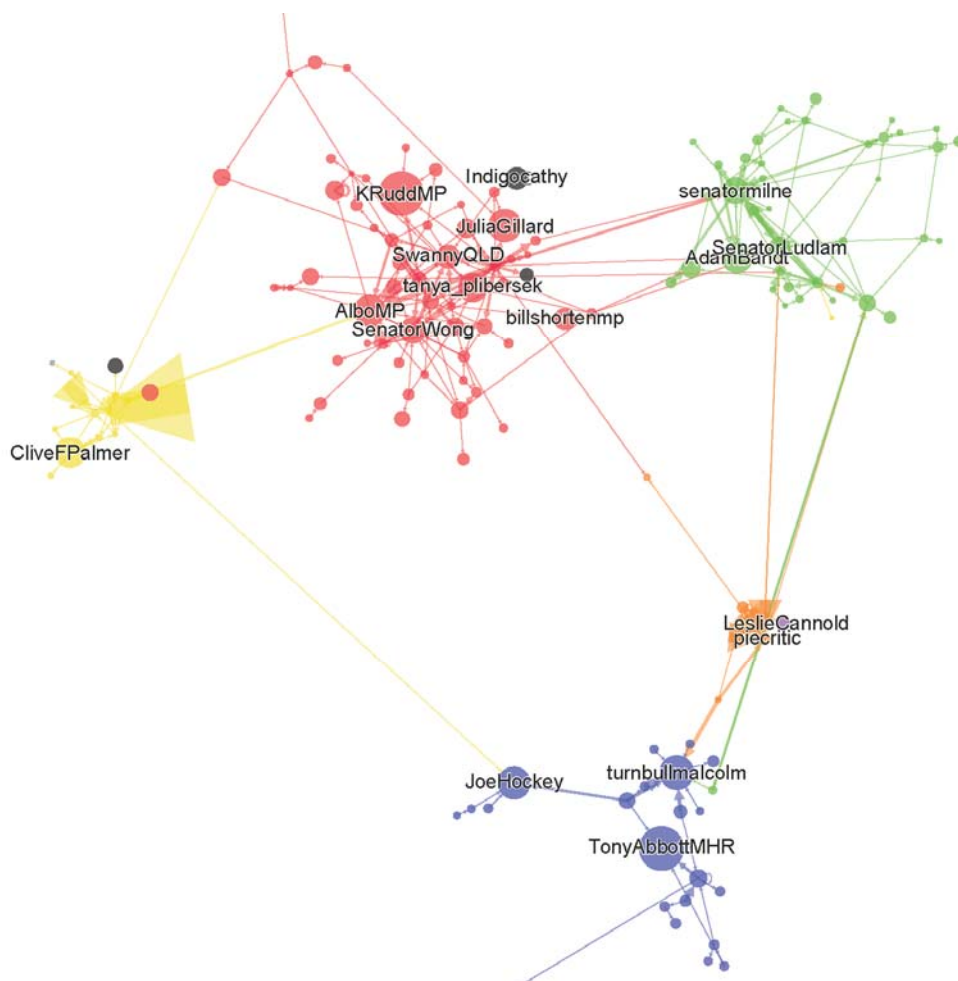 Indigocathy
KRuddMP
senatormilne
JuliaGillard
SwannyQLD
SenatorLudlam
AdamBandt
tanya_plibersek
AlboMP
billshortenmp
SenatorWong
CliveFPalmer
LeslieCannold
piecritic
JoeHockey
turnbullmalcolm
TonyAbbottMHR